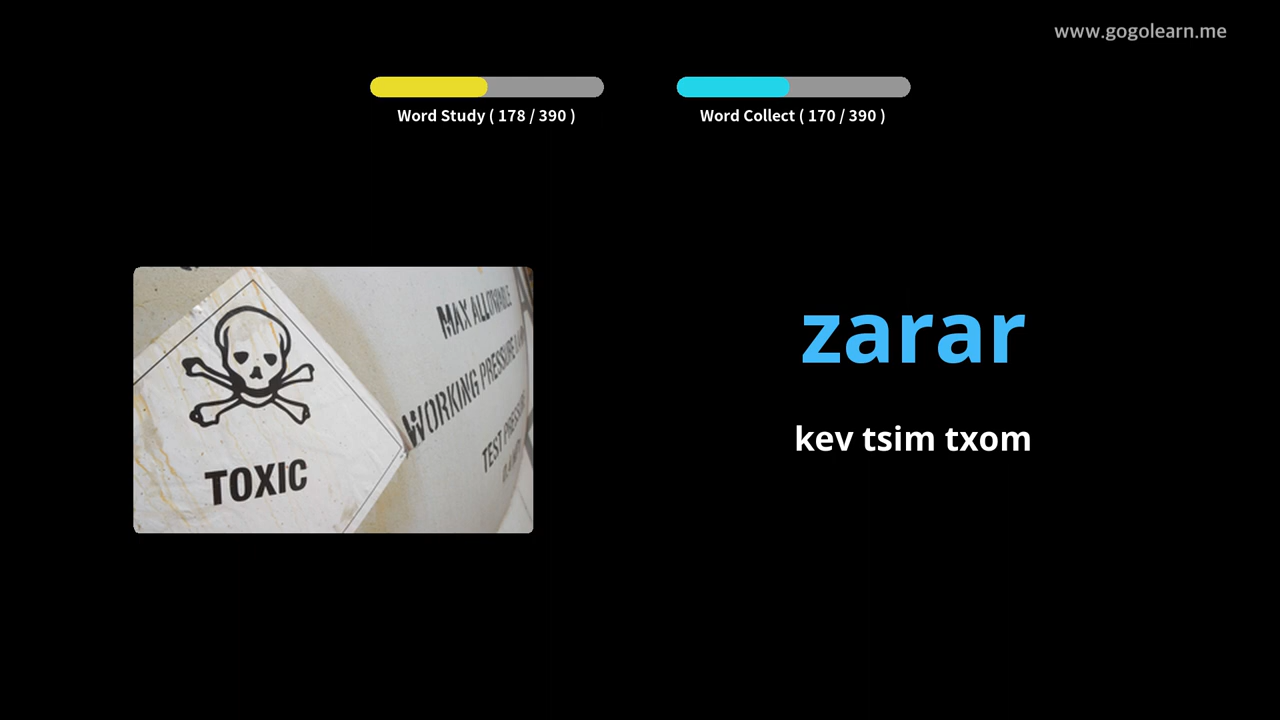 www.gogolearn.me
Word Study ( 178 / 390 )
Word Collect ( 170 / 390 )
MAX ALLOWABLE
WORKING PRESSURE
TEST PRESSURE
TOXIC
zarar
kev tsim txom